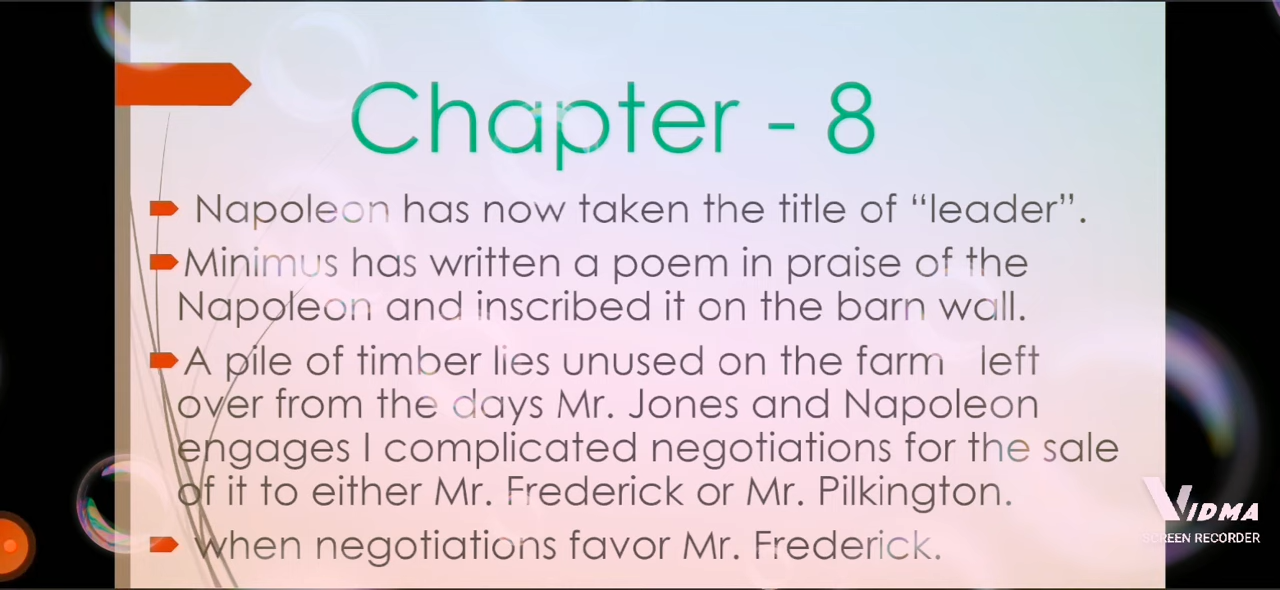 Chapter - 8
Napoleon has now taken the title of “leader”.
Minimus has written a poem in praise of the
Napoleon and inscribed it on the barn wall.
A pile of timber lies unused on the farm left
over from the days Mr. Jones and Napoleon
engages I complicated negotiations for the sale
of it to either Mr. Frederick or Mr. Pilkington.
When negotiations favor Mr. Frederick.
VIDMA
SCREEN RECORDER